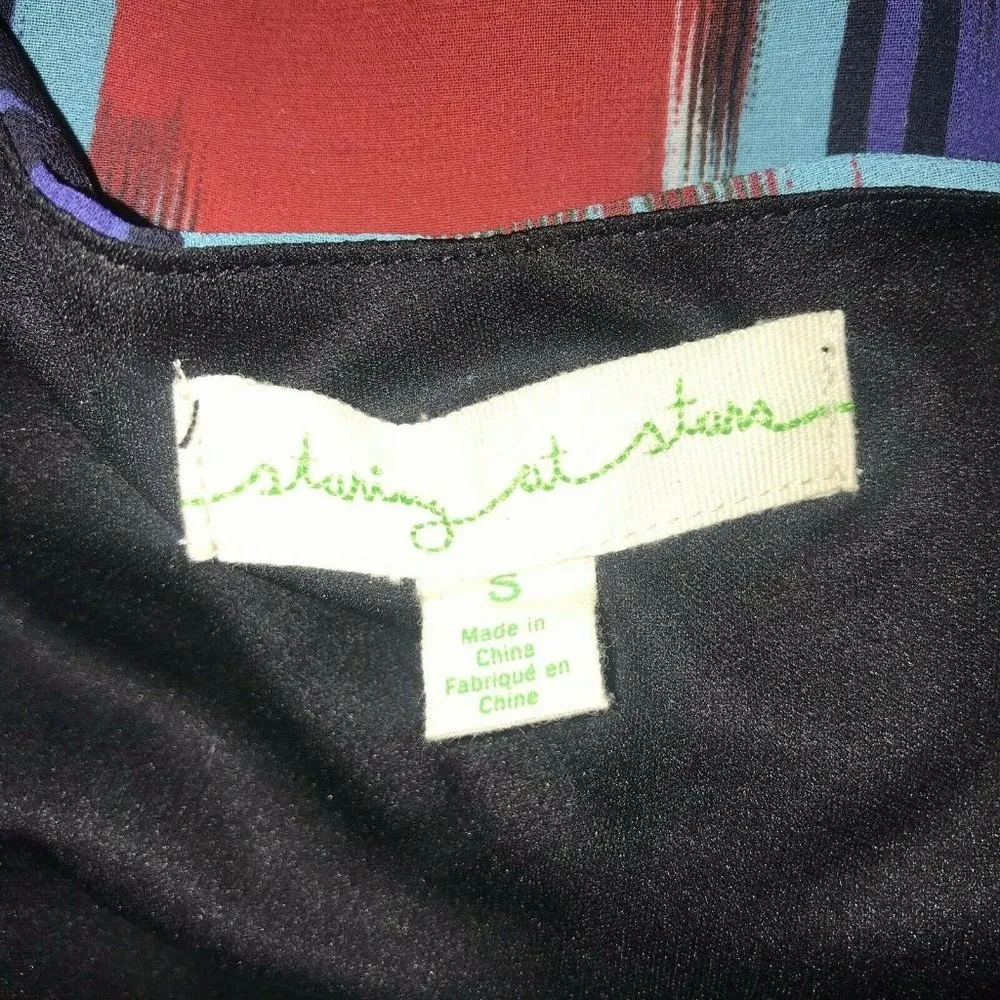 staring at stars
S
Made in
China
Fabriqué en
Chine